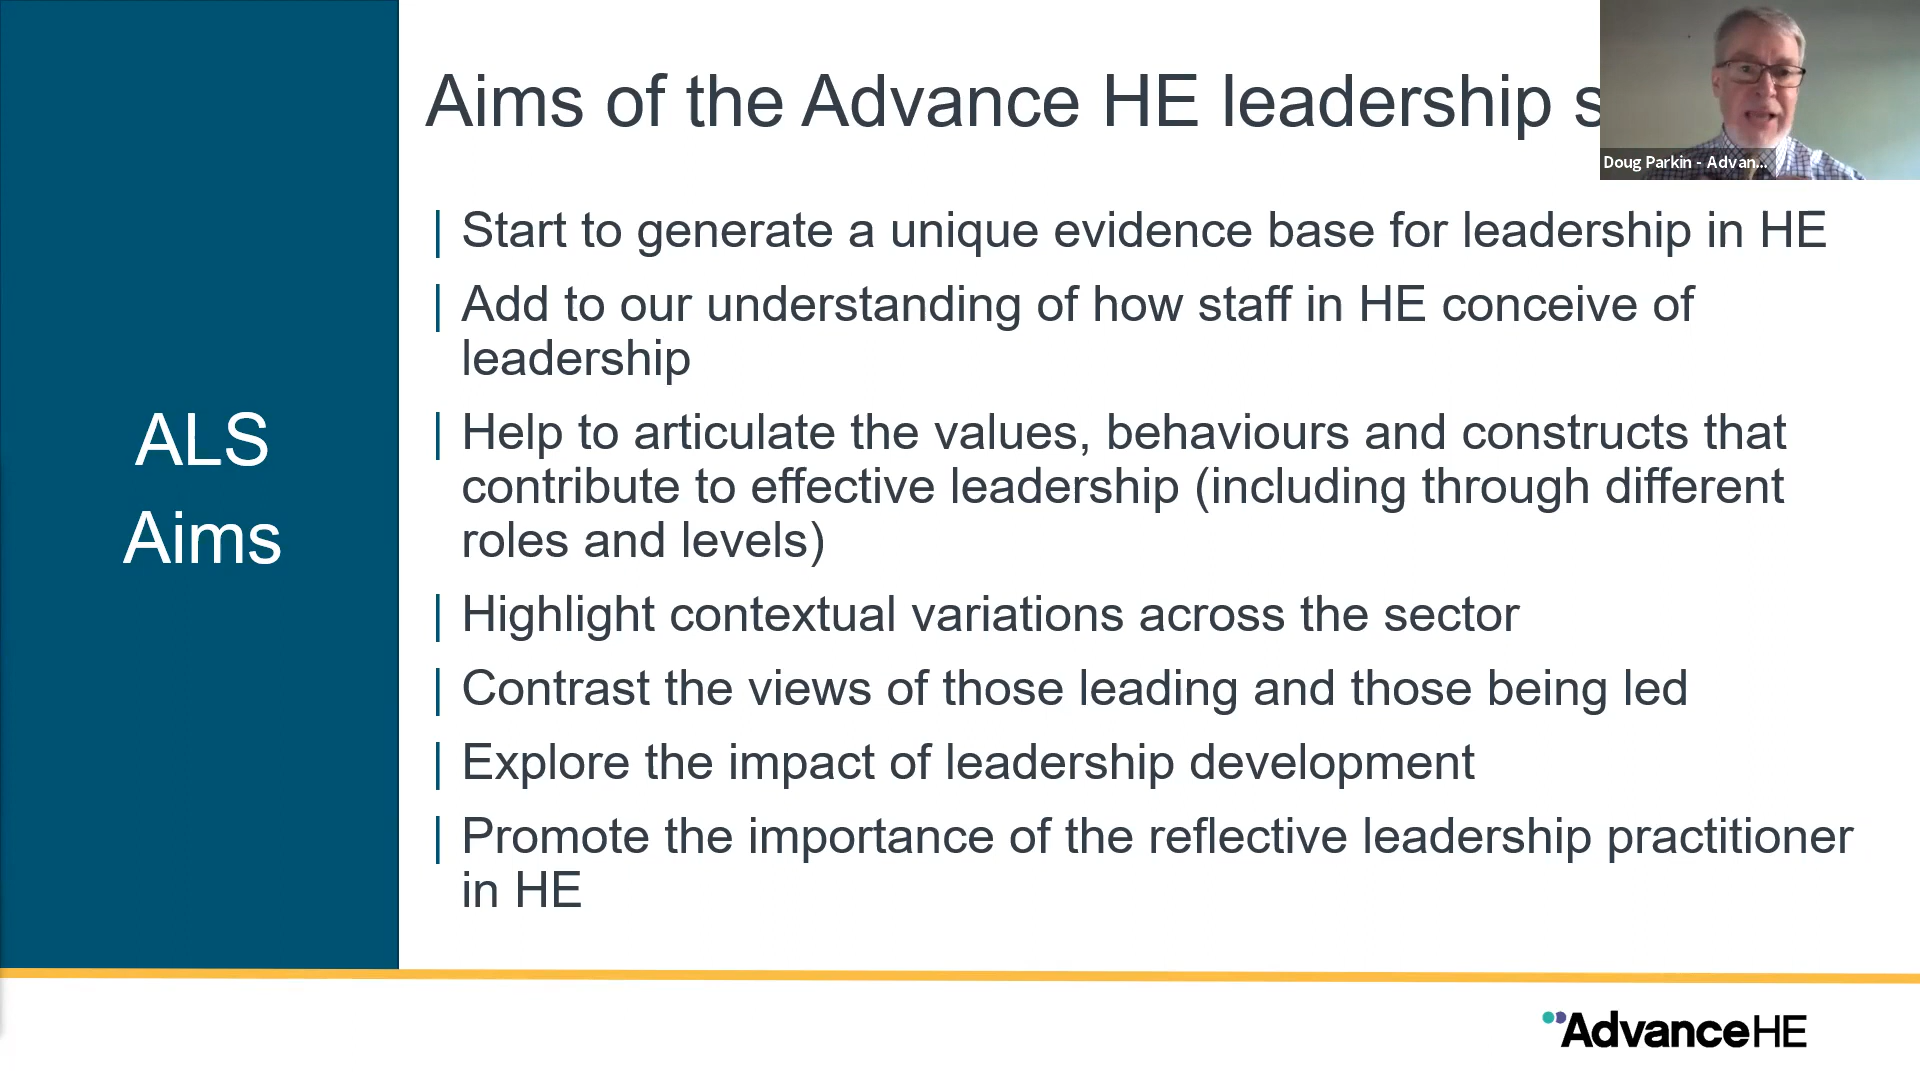 Aims of the Advance HE leadership
Doug Parkin - Advan...
| Start to generate a unique evidence base for leadership in HE
| Add to our understanding of how staff in HE conceive of
leadership
| Help to articulate the values, behaviours and constructs that
contribute to effective leadership (including through different
roles and levels)
| Highlight contextual variations across the sector
| Contrast the views of those leading and those being led
| Explore the impact of leadership development
| Promote the importance of the reflective leadership practitioner
in HE
ALS
Aims
AdvanceHE